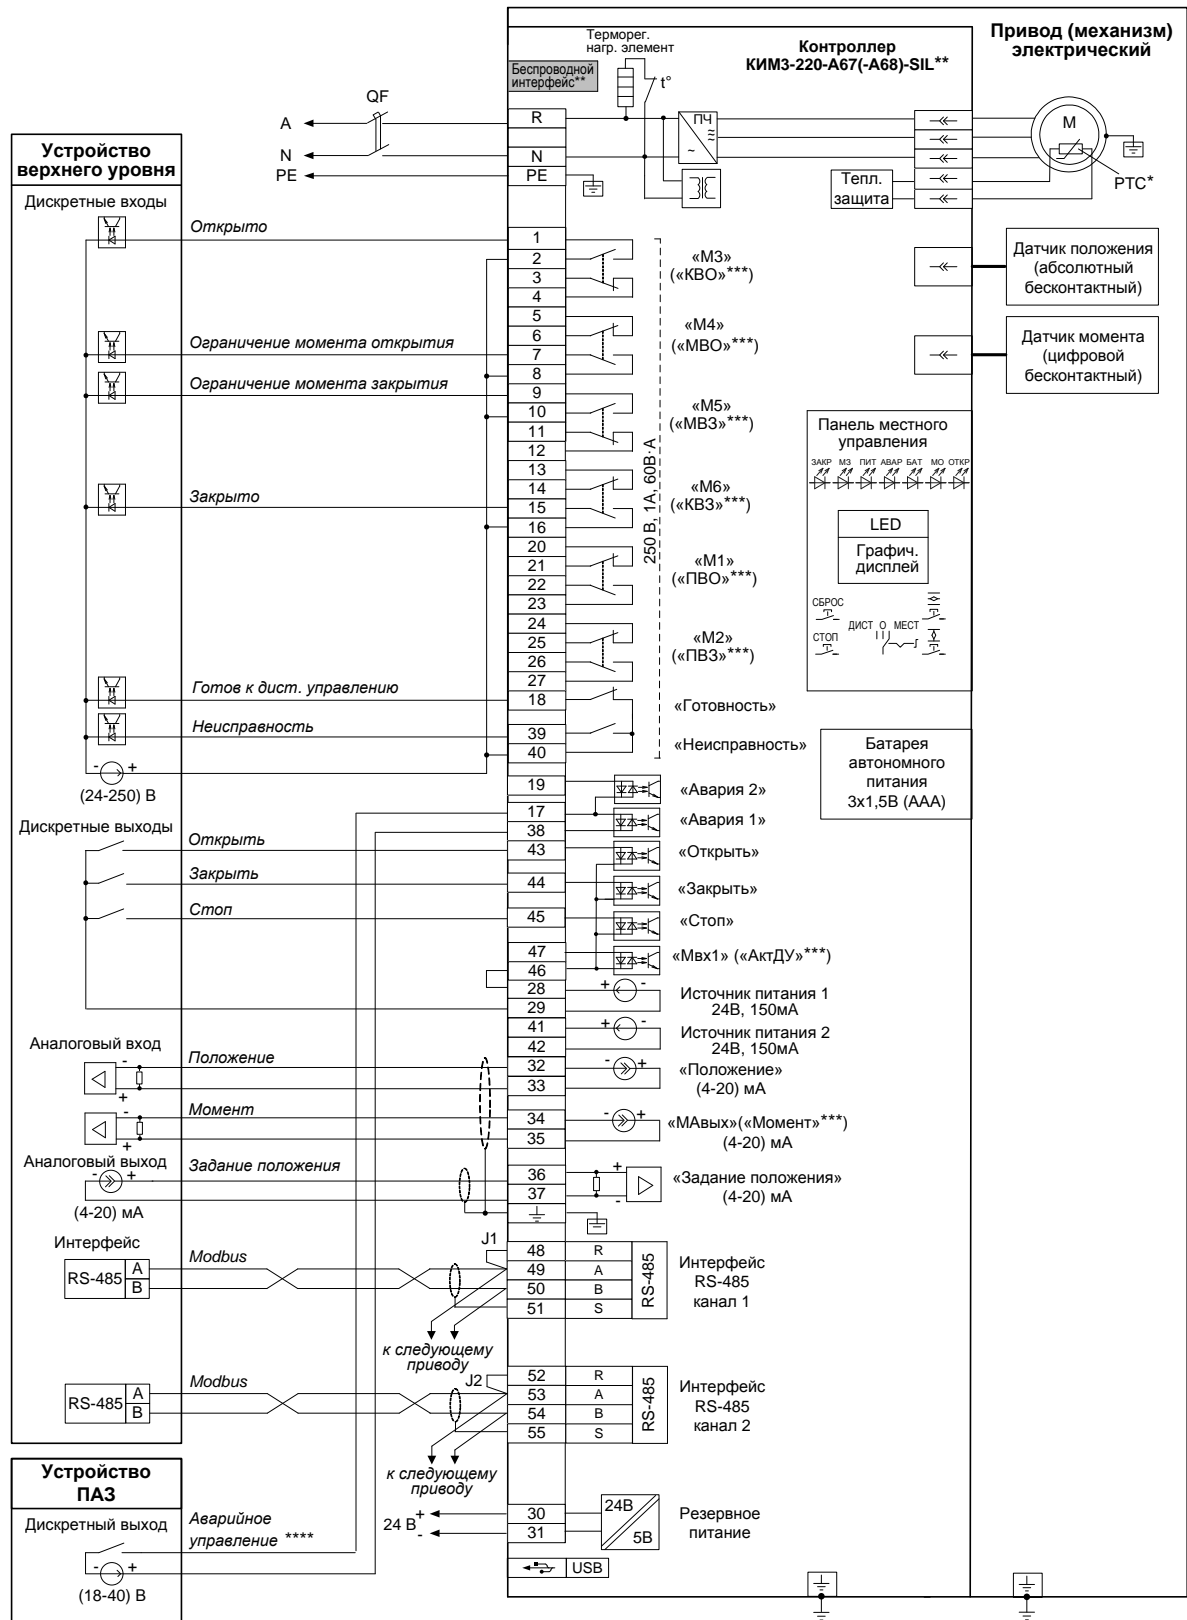 Привод (механизм)
электрический
Терморег.
нагр. элемент
Контроллер
КИМ3-220-А67(-А68)-SIL**
Беспроводной
интерфейс**
t°
QF
A
R
ПЧ
М
N
N
PE
PE
Тепл.
защита
PTC*
Устройство
верхнего уровня
Дискретные входы
Открыто
1
2
3
4
«М3»
(«КВО»***)
Датчик положения
(абсолютный
бесконтактный)
5
6
7
8
«М4»
(«МВО»***)
Ограничение момента открытия
Датчик момента
(цифровой
бесконтактный)
Ограничение момента закрытия
9
10
11
12
«М5»
(«МВЗ»***)
Панель местного
управления
ЗАКР МЗ ПИТ АВАР БАТ МО ОТКР
13
14
15
16
«М6»
(«КВЗ»***)
Закрыто
250 В, 1А, 60В·А
LED
Графич.
дисплей
20
21
22
23
«М1»
(«ПВО»***)
СБРОС
СТОП
ДИСТ О МЕСТ
24
25
26
27
«М2»
(«ПВЗ»***)
Готов к дист. управлению
18
«Готовность»
Неисправность
39
40
«Неисправность»
Батарея
автономного
питания
3х1,5В (ААА)
- +
(24-250) В
19
«Авария 2»
17
38
«Авария 1»
Дискретные выходы
Открыть
43
«Открыть»
Закрыть
44
«Закрыть»
Стоп
45
«Стоп»
47
46
«Мвх1» («АктДУ»***)
28
29
+ -
Источник питания 1
24В, 150мА
41
42
+ -
Источник питания 2
24В, 150мА
Аналоговый вход
Положение
- +
32
33
- +
«Положение»
(4-20) мА
Момент
- +
34
35
- +
«МАвых»(«Момент»***)
(4-20) мА
Аналоговый выход
Задание положения
- +
(4-20) мА
36
37
+ -
«Задание положения»
(4-20) мА
Интерфейс
RS-485
A
B
Modbus
J1
48 R
49 A
50 B
51 S
RS-485
Интерфейс
RS-485
канал 1
к следующему
приводу
RS-485
A
B
Modbus
J2
52 R
53 A
54 B
55 S
RS-485
Интерфейс
RS-485
канал 2
к следующему
приводу
Устройство
ПАЗ
Дискретный выход
Аварийное
управление ****
- +
(18-40) В
24 В
+
-
30
31
24В
5В
Резервное
питание
USB